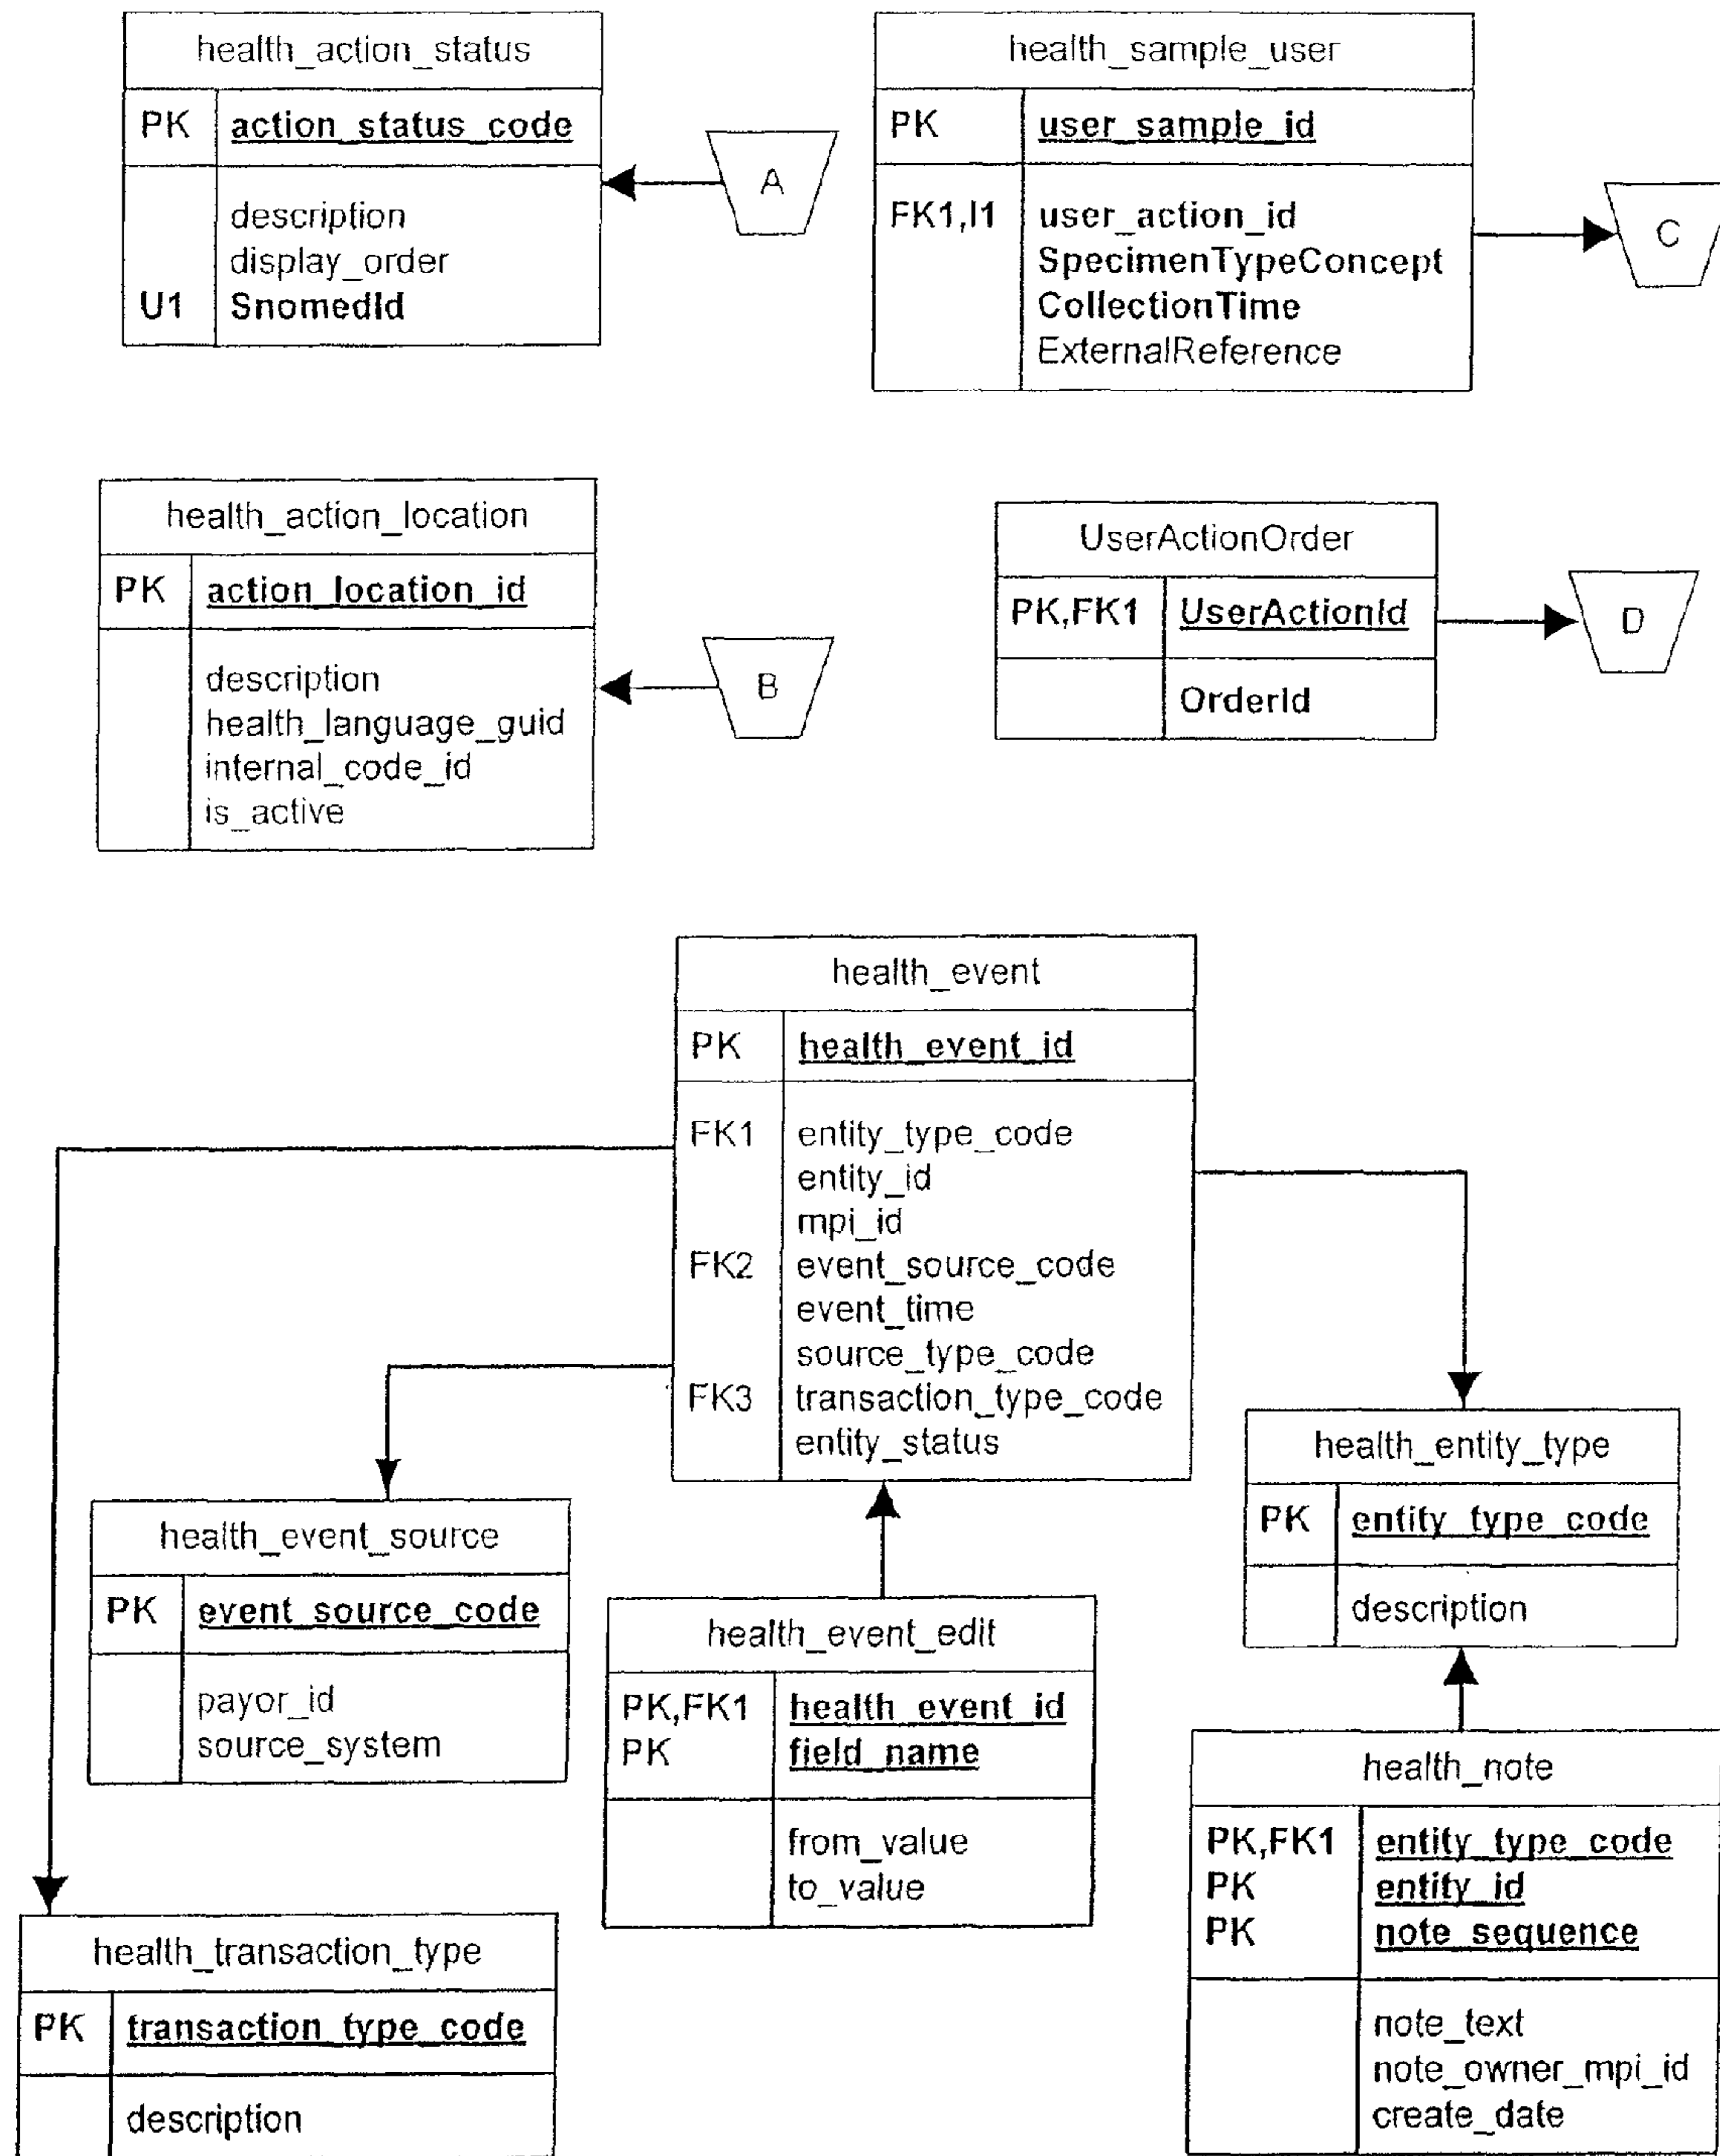 health_action_status
PK action_status_code
description
display_order
U1 SnomedId
A
health_sample_user
PK user_sample_id
FK1,I1 user_action_id
SpecimenTypeConcept
CollectionTime
ExternalReference
C
health_action_location
PK action_location_id
description
health_language_guid
internal_code_id
is_active
B
UserActionOrder
PK,FK1 UserActionId
OrderId
D
health_event
PK health_event_id
FK1 entity_type_code
entity_id
mpi_id
FK2 event_source_code
event_time
source_type_code
FK3 transaction_type_code
entity_status
health_event_source
PK event_source_code
payor_id
source_system
health_event_edit
PK,FK1 health_event_id
PK field_name
from_value
to_value
health_entity_type
PK entity_type_code
description
health_note
PK,FK1 entity_type_code
PK entity_id
PK note_sequence
note_text
note_owner_mpi_id
create_date
health_transaction_type
PK transaction_type_code
description